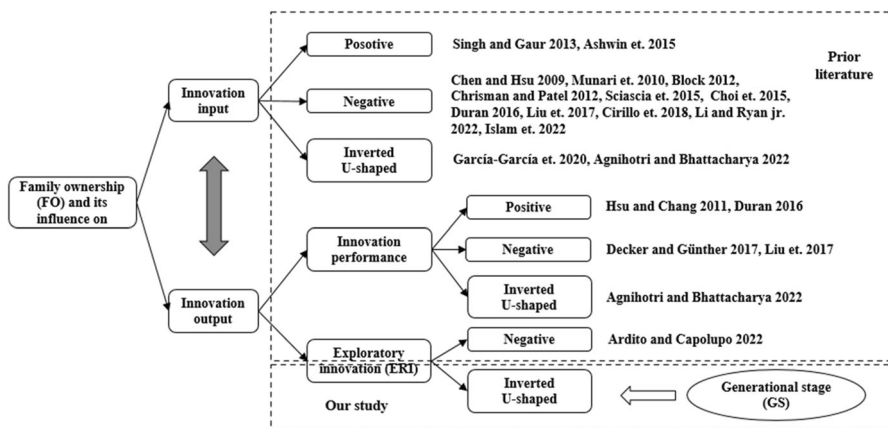 Posotive
Singh and Gaur 2013, Ashwin et. 2015
Prior
literature
Innovation
input
Negative
Chen and Hsu 2009, Munari et. 2010, Block 2012,
Chrisman and Patel 2012, Sciascia et. 2015, Choi et. 2015,
Duran 2016, Liu et. 2017, Cirillo et. 2018, Li and Ryan jr.
2022, Islam et. 2022
Inverted
U-shaped
García-García et. 2020, Agnihotri and Bhattacharya 2022
Family ownership
(FO) and its
influence on
Positive
Hsu and Chang 2011, Duran 2016
Innovation
performance
Negative
Decker and Günther 2017, Liu et. 2017
Innovation
output
Inverted
U-shaped
Agnihotri and Bhattacharya 2022
Exploratory
innovation (ERI)
Negative
Ardito and Capolupo 2022
Our study
Inverted
U-shaped
Generational stage
(GS)